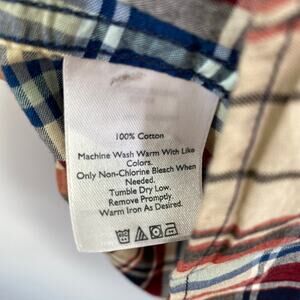 100% Cotton
Machine Wash Warm With Like
Colors.
Only Non-Chlorine Bleach When
Needed.
Tumble Dry Low.
Remove Promptly.
Warm Iron As Desired.